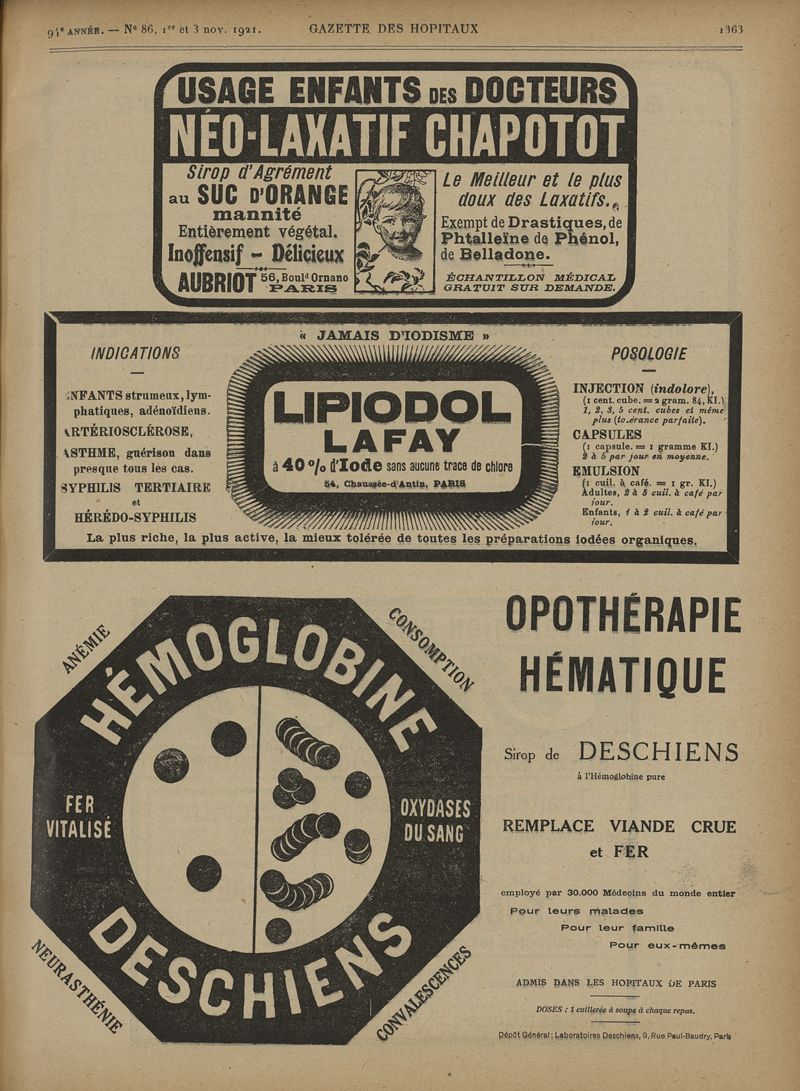 94e ANNÉE. — No 86, 1er et 3 nov. 1921.
GAZETTE DES HOPITAUX
1363
USAGE ENFANTS DES DOCTEURS
NÉO-LAXATIF CHAPOTOT
Sirop d'Agrément
au SUC D'ORANGE
mannité
Entièrement végétal.
Inoffensif - Délicieux
AUBRIOT 56, Bould Ornano
PARIS
Le Meilleur et le plus
doux des Laxatifs.
Exempt de Drastiques, de
Phtalleïne de Phénol,
de Belladone.
ÉCHANTILLON MÉDICAL
GRATUIT SUR DEMANDE.
« JAMAIS D'IODISME »
INDICATIONS
ENFANTS strumeux, lym-
phatiques, adénoïdiens.
ARTÉRIOSCLÉROSE,
ASTHME, guérison dans
presque tous les cas.
SYPHILIS TERTIAIRE
et
HÉRÉDO-SYPHILIS
LIPIODOL
LAFAY
à 40 % d'Iode sans aucune trace de chlore
54, Chaussée-d'Antin, PARIS
POSOLOGIE
INJECTION (indolore),
(1 cent. cube. = 2 gram. 84, KI.)
1, 2, 3, 5 cent. cubes et même
plus (tolérance parfaite).
CAPSULES
(1 capsule. = 1 gramme KI.)
2 à 5 par jour en moyenne.
EMULSION
(1 cuil. à café. = 1 gr. KI.)
Adultes, 2 à 5 cuil. à café par
jour.
Enfants, 1 à 2 cuil. à café par
jour.
La plus riche, la plus active, la mieux tolérée de toutes les préparations iodées organiques.
ANÉMIE
CONSOMPTION
HÉMOGLOBINE
FER
VITALISÉ
OXYDASES
DU SANG
DESCHIENS
NEURASTHÉNIE
CONVALESCENCES
OPOTHÉRAPIE
HÉMATIQUE
Sirop de DESCHIENS
à l'Hémoglobine pure
REMPLACE VIANDE CRUE
et FER
employé par 30.000 Médecins du monde entier
Pour leurs malades
Pour leur famille
Pour eux-mêmes
ADMIS DANS LES HOPITAUX DE PARIS
DOSES : 1 cuillerée à soupe à chaque repas.
Dépôt Général : Laboratoires Deschiens, 9, Rue Paul-Baudry, Paris